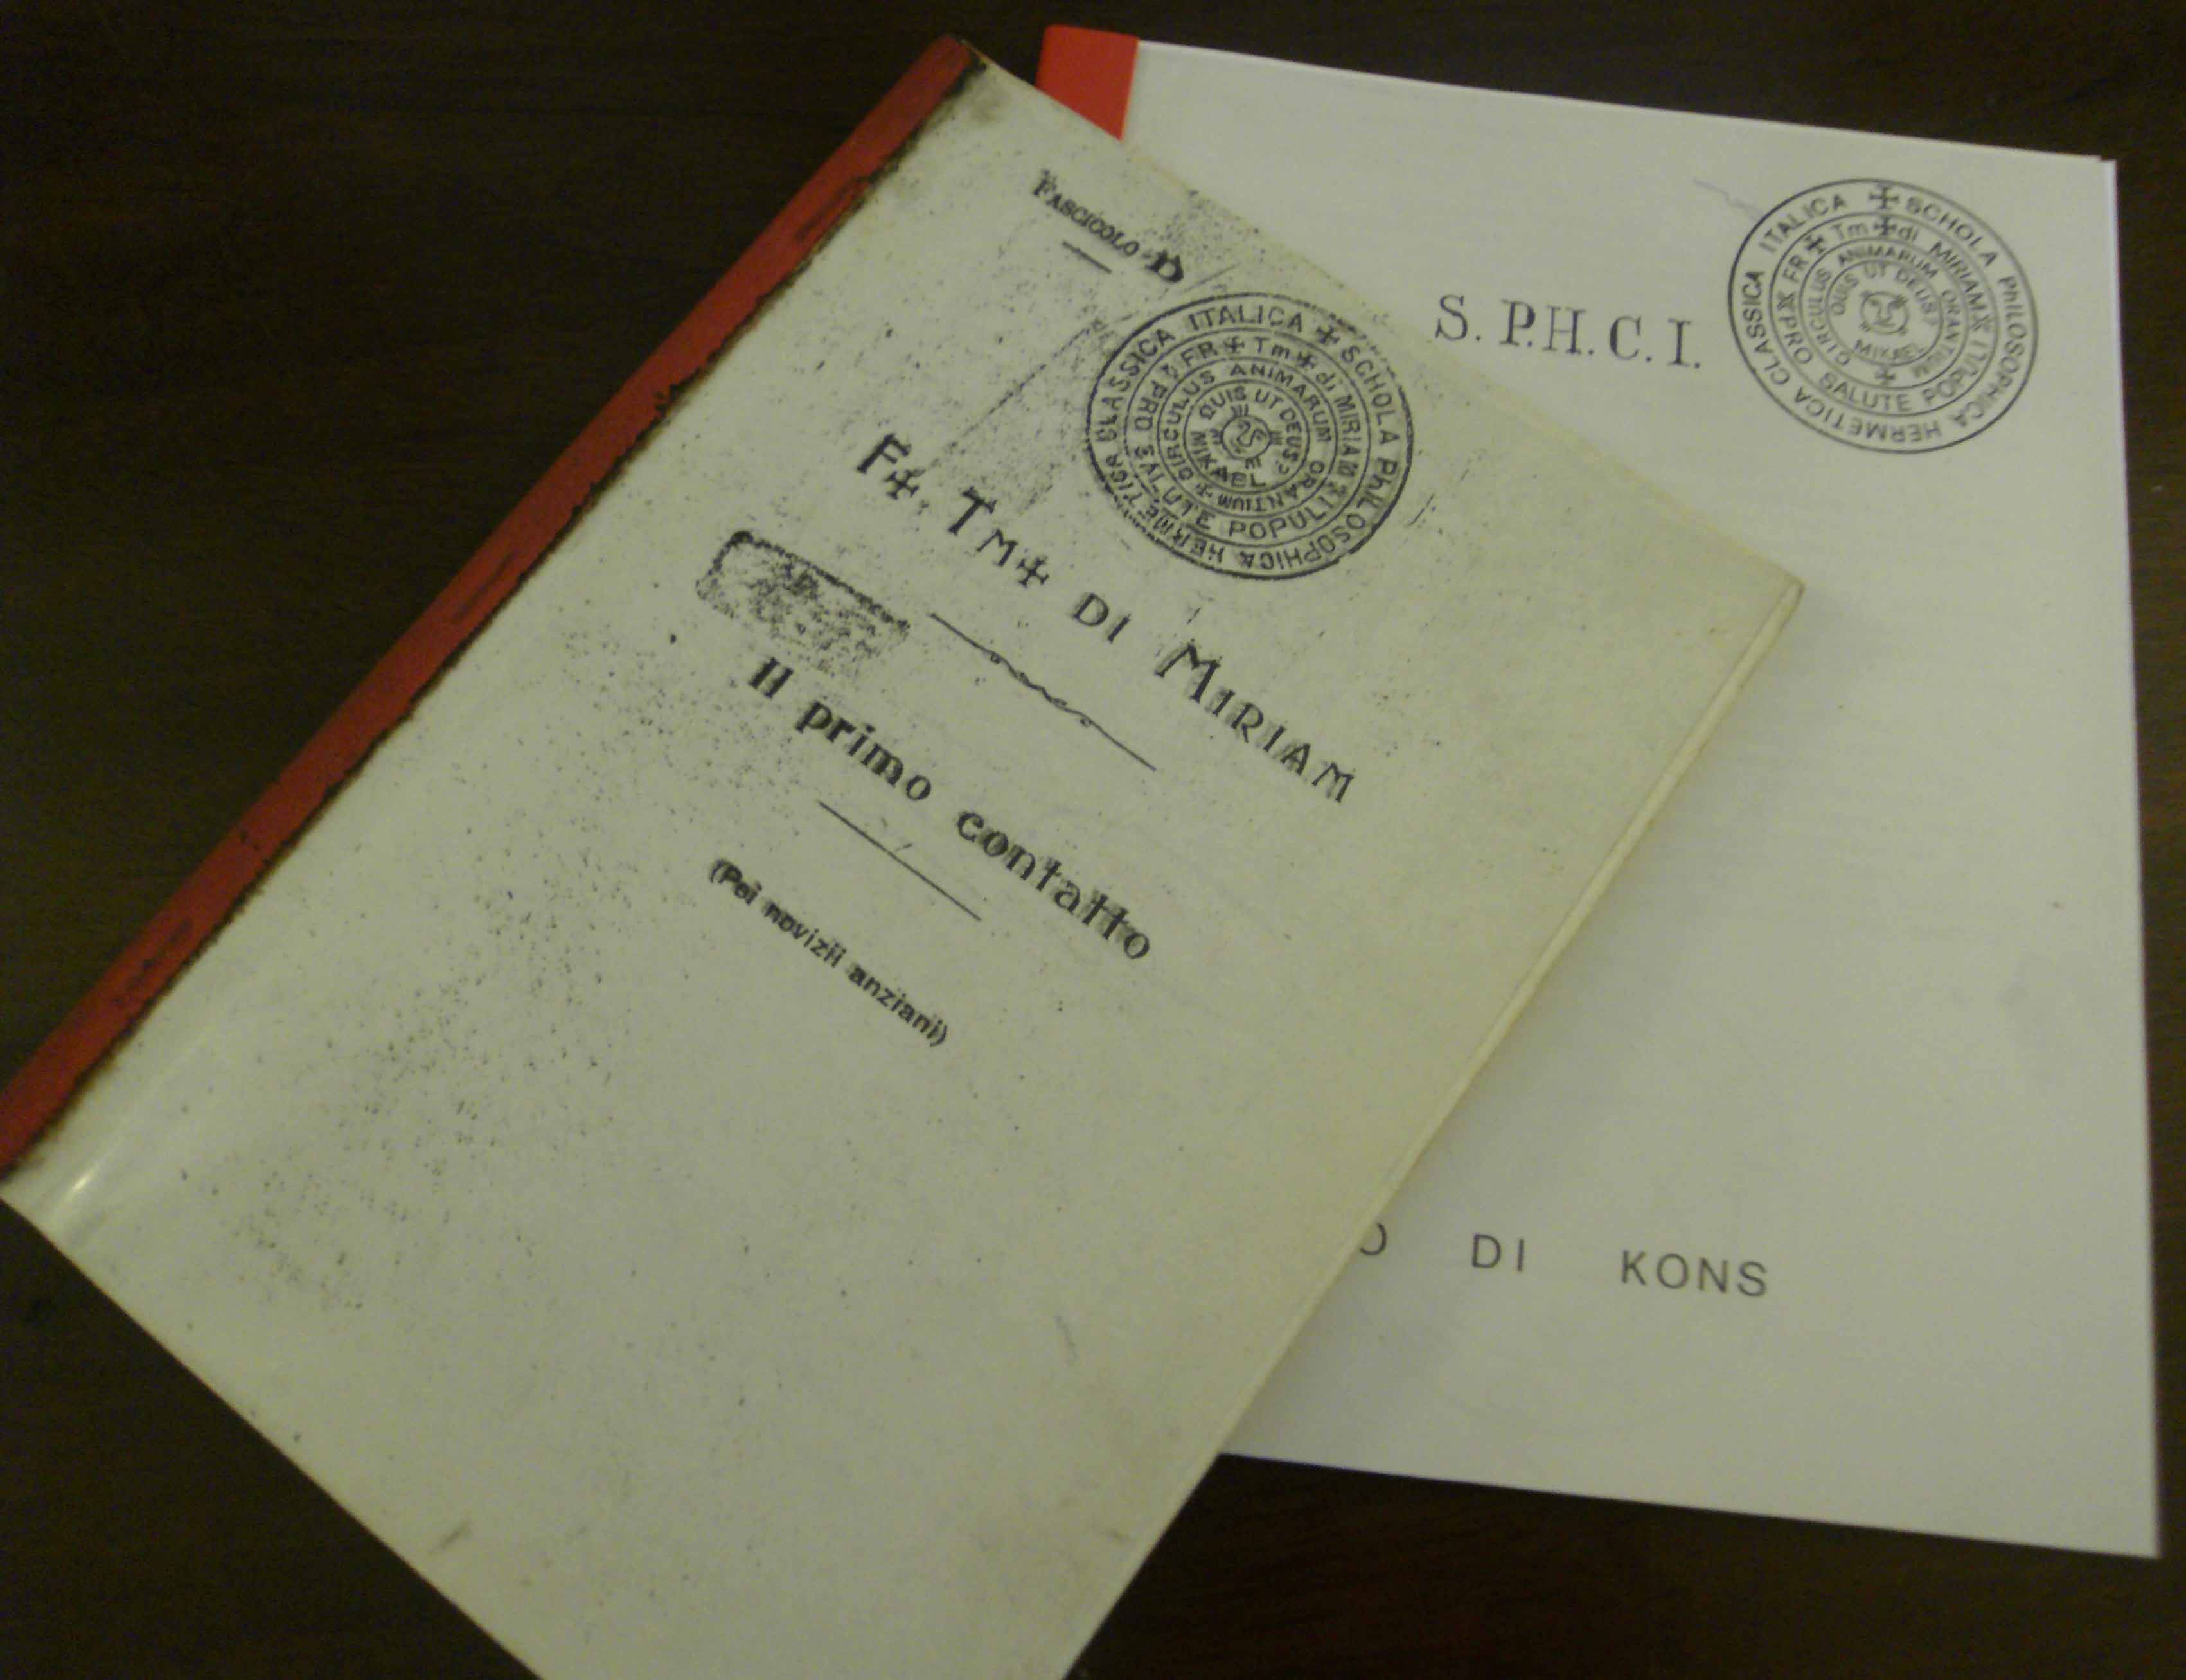 FASCICOLO D
✠ SCHOLA PhILOSOPHICA HERMETICA CLASSICA ITALICA
FR ✠ Tm ✠ di MIRIAM PRO SALUTE POPULI
CIRCULUS ANIMARUM ORANTIUM ✠
QUIS UT DEUS?
MIKAEL
F✠. TM✠ DI MIRIAM
Il primo contatto
(Pei novizii anziani)
S.P.H.C.I.
✠ SCHOLA PhILOSOPHICA HERMETICA CLASSICA ITALICA
FR ✠ Tm ✠ di MIRIAM PRO SALUTE POPULI
CIRCULUS ANIMARUM ORANTIUM ✠
QUIS UT DEUS?
MIKAEL
O DI KONS